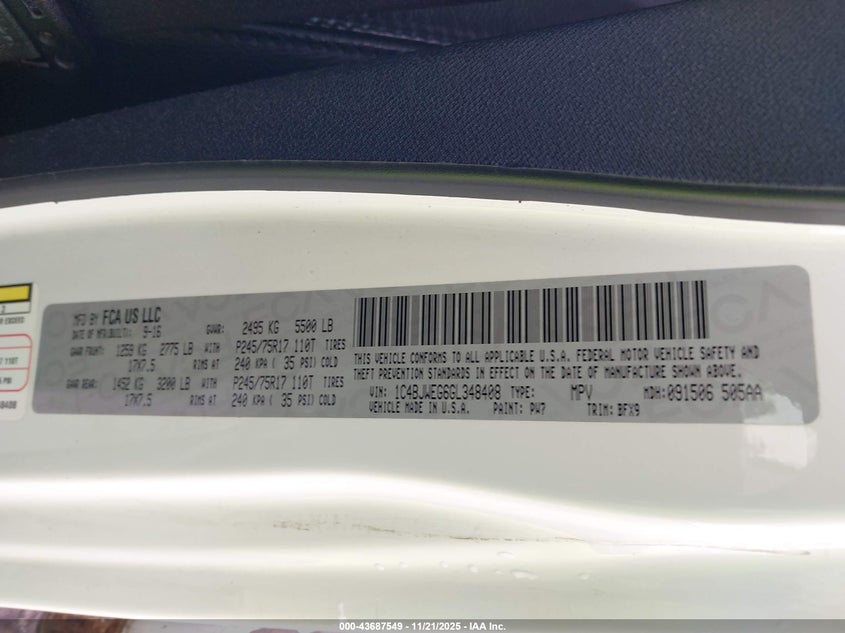 MFD BY FCA US LLC
DATE OF MFR/BUILT: 9-16 GVWR: 2495 KG 5500 LB
GAWR FRONT: 1259 KG 2775 LB WITH P245/75R17 110T TIRES
17X7.5 RIMS AT 240 KPA ( 35 PSI) COLD
GAWR REAR: 1452 KG 3200 LB WITH P245/75R17 110T TIRES
17X7.5 RIMS AT 240 KPA ( 35 PSI) COLD
THIS VEHICLE CONFORMS TO ALL APPLICABLE U.S.A. FEDERAL MOTOR VEHICLE SAFETY AND
THEFT PREVENTION STANDARDS IN EFFECT ON THE DATE OF MANUFACTURE SHOWN ABOVE.
VIN: 1C4BJWEG6GL348408 TYPE: MPV MDH: 091506 505AA
VEHICLE MADE IN U.S.A. PAINT: PW7 TRIM: BFX9
000-43687549 — 11/21/2025 — IAA Inc.